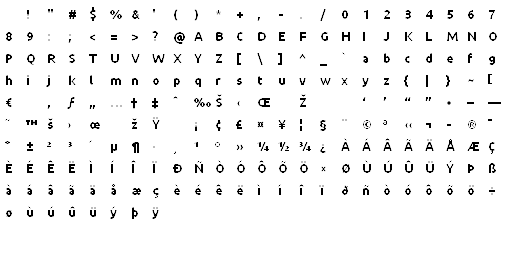 ! " # $ % & ' ( ) * + , - . / 0 1 2 3 4 5 6 7
8 9 : ; < = > ? @ A B C D E F G H I J K L M N O
P Q R S T U V W X Y Z [ \ ] ^ _ ` a b c d e f g
h i j k l m n o p q r s t u v w x y z { | } ~
€ , ƒ „ … † ‡ ˆ ‰ Š ‹ Œ Ž ‘ ’ “ ” • – —
˜ ™ š › œ ž Ÿ ¡ ¢ £ ¤ ¥ ¦ § ¨ © ª ‹‹ ¬ - ® ¯
° ± ² ³ ´ µ ¶ · ¸ ¹ º ›› ¼ ½ ¾ ¿ À Á Â Ã Ä Å Æ Ç
È É Ê Ë Ì Í Î Ï Ð Ñ Ò Ó Ô Õ Ö × Ø Ù Ú Û Ü Ý Þ ß
à á â ã ä å æ ç è é ê ë ì í î ï ð ñ ò ó ô õ ö ÷
ø ù ú û ü ý þ ÿ